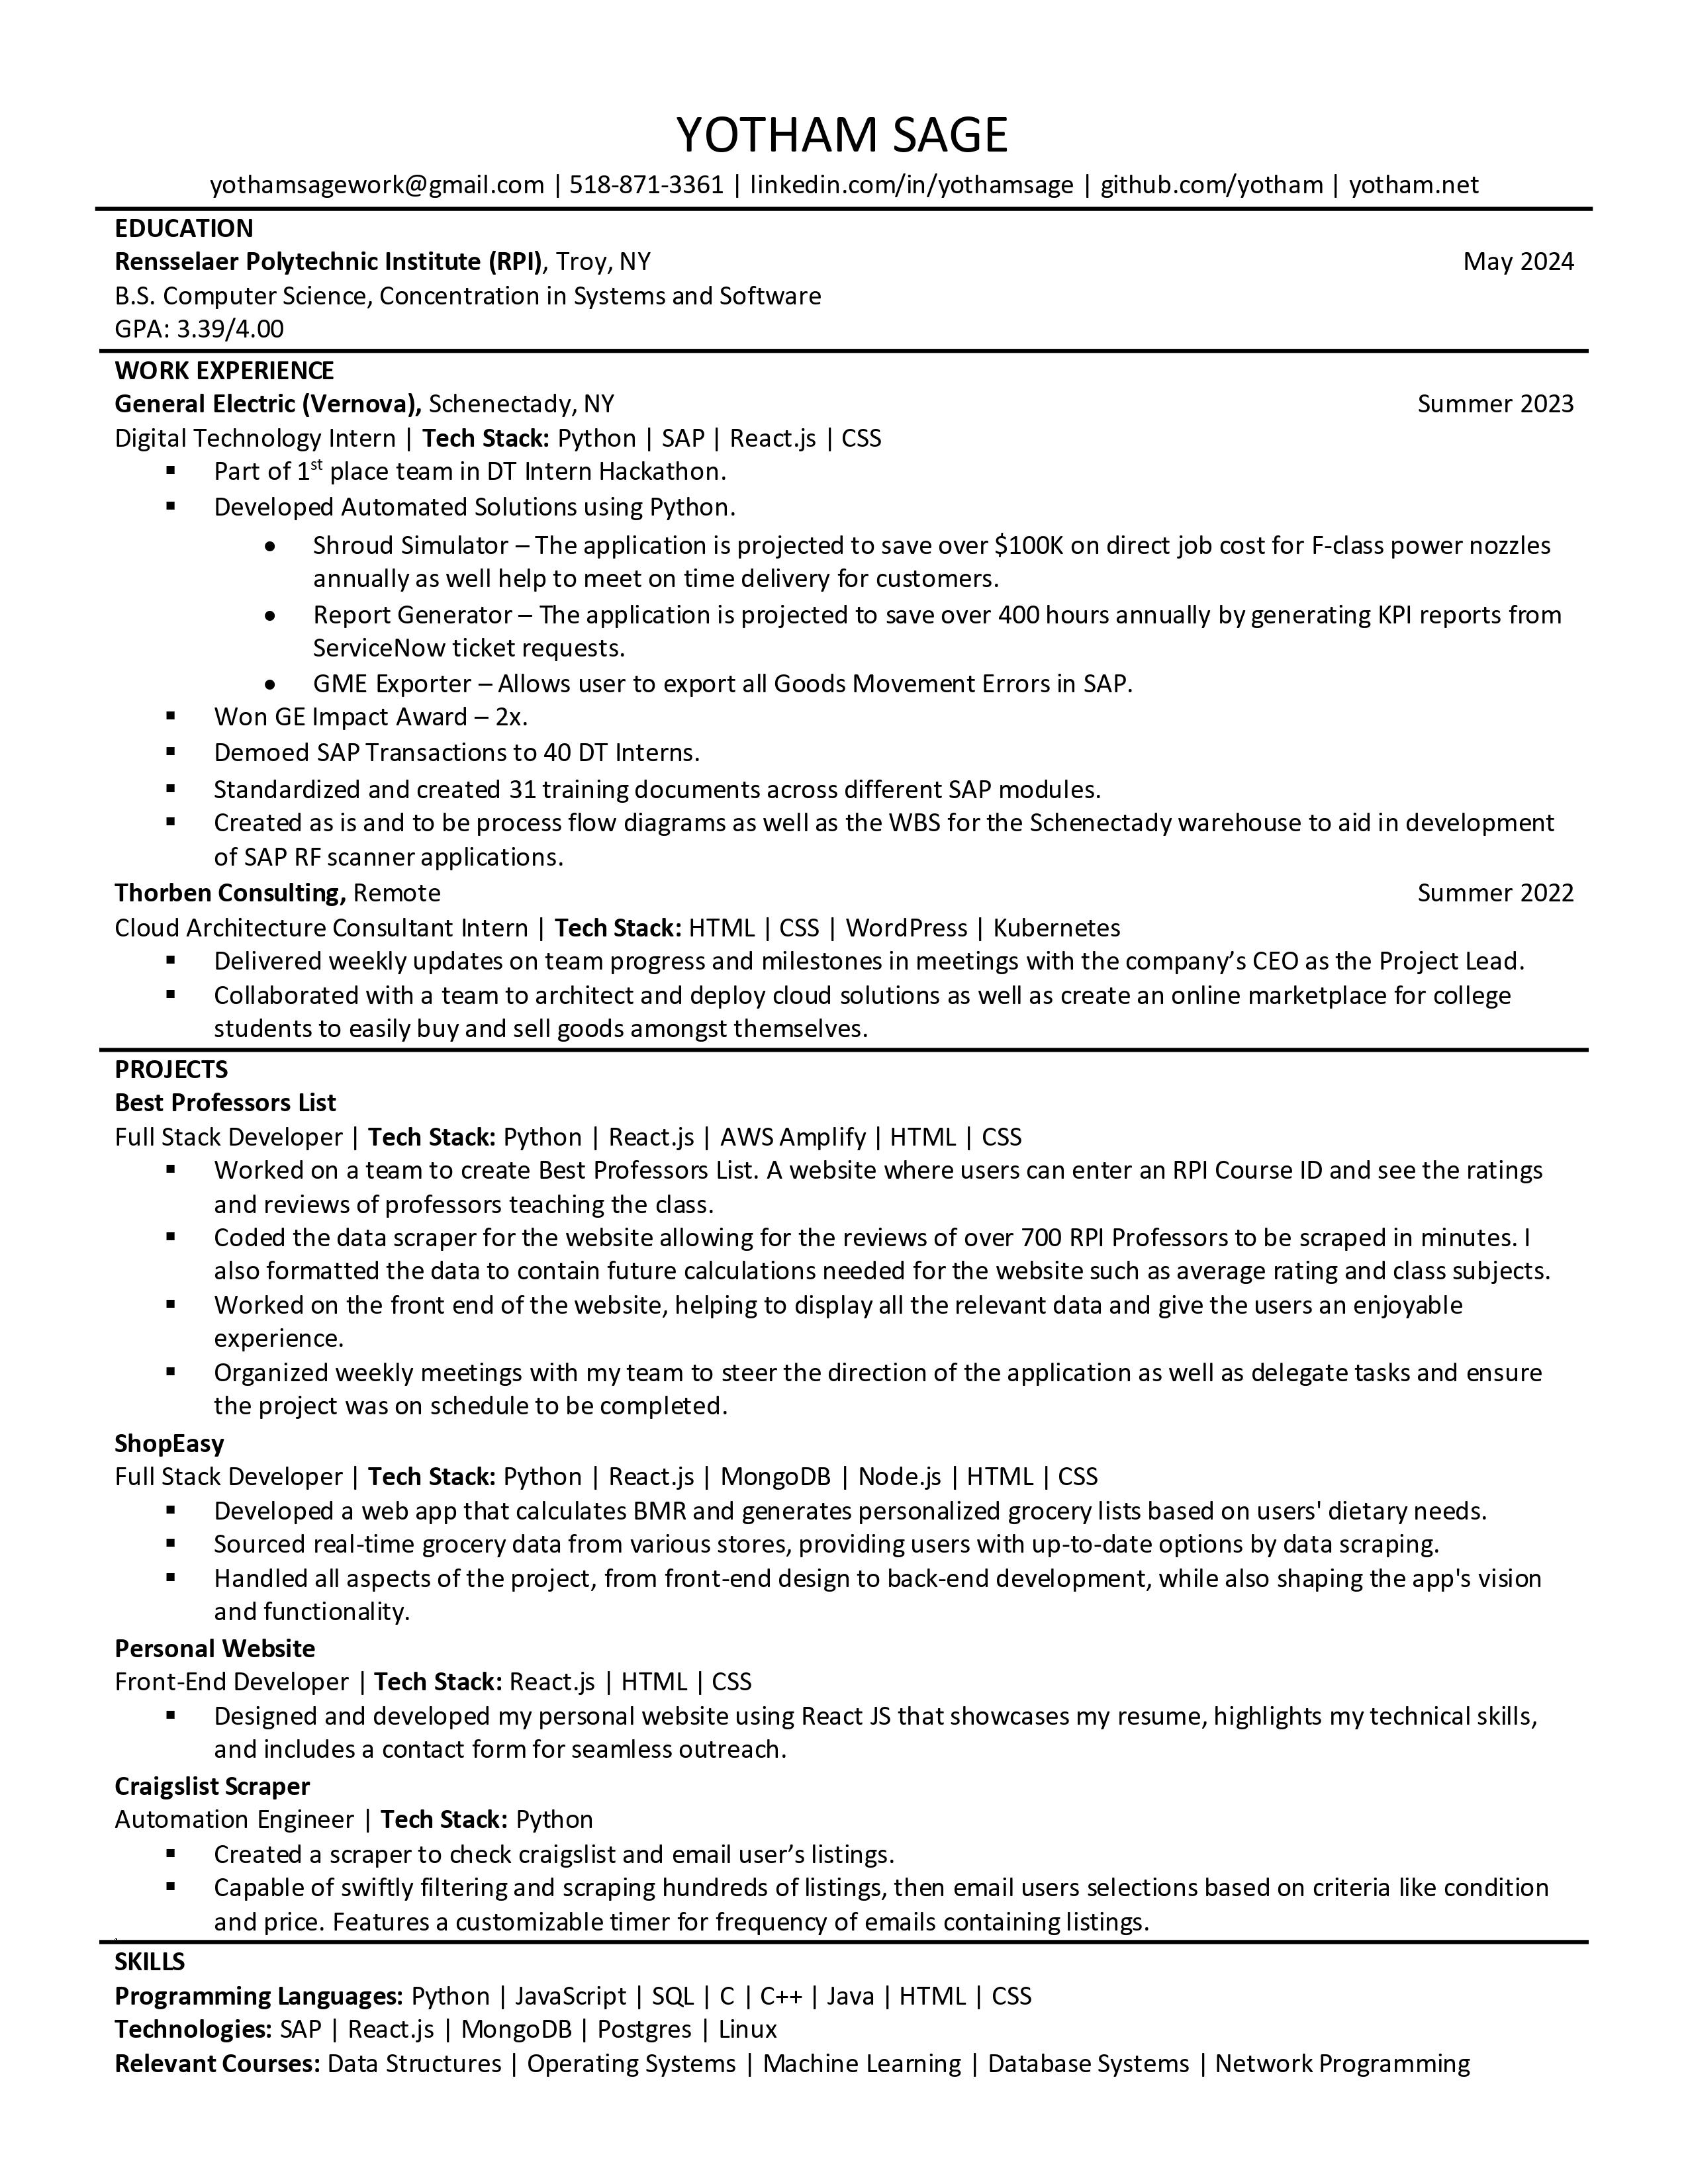 YOTHAM SAGE
yothamsagework@gmail.com | 518-871-3361 | linkedin.com/in/yothamsage | github.com/yotham | yotham.net
EDUCATION
Rensselaer Polytechnic Institute (RPI), Troy, NY May 2024
B.S. Computer Science, Concentration in Systems and Software
GPA: 3.39/4.00
WORK EXPERIENCE
General Electric (Vernova), Schenectady, NY Summer 2023
Digital Technology Intern | Tech Stack: Python | SAP | React.js | CSS
▪ Part of 1st place team in DT Intern Hackathon.
▪ Developed Automated Solutions using Python.
• Shroud Simulator – The application is projected to save over $100K on direct job cost for F-class power nozzles
annually as well help to meet on time delivery for customers.
• Report Generator – The application is projected to save over 400 hours annually by generating KPI reports from
ServiceNow ticket requests.
• GME Exporter – Allows user to export all Goods Movement Errors in SAP.
▪ Won GE Impact Award – 2x.
▪ Demoed SAP Transactions to 40 DT Interns.
▪ Standardized and created 31 training documents across different SAP modules.
▪ Created as is and to be process flow diagrams as well as the WBS for the Schenectady warehouse to aid in development
of SAP RF scanner applications.
Thorben Consulting, Remote Summer 2022
Cloud Architecture Consultant Intern | Tech Stack: HTML | CSS | WordPress | Kubernetes
▪ Delivered weekly updates on team progress and milestones in meetings with the company’s CEO as the Project Lead.
▪ Collaborated with a team to architect and deploy cloud solutions as well as create an online marketplace for college
students to easily buy and sell goods amongst themselves.
PROJECTS
Best Professors List
Full Stack Developer | Tech Stack: Python | React.js | AWS Amplify | HTML | CSS
▪ Worked on a team to create Best Professors List. A website where users can enter an RPI Course ID and see the ratings
and reviews of professors teaching the class.
▪ Coded the data scraper for the website allowing for the reviews of over 700 RPI Professors to be scraped in minutes. I
also formatted the data to contain future calculations needed for the website such as average rating and class subjects.
▪ Worked on the front end of the website, helping to display all the relevant data and give the users an enjoyable
experience.
▪ Organized weekly meetings with my team to steer the direction of the application as well as delegate tasks and ensure
the project was on schedule to be completed.
ShopEasy
Full Stack Developer | Tech Stack: Python | React.js | MongoDB | Node.js | HTML | CSS
▪ Developed a web app that calculates BMR and generates personalized grocery lists based on users' dietary needs.
▪ Sourced real-time grocery data from various stores, providing users with up-to-date options by data scraping.
▪ Handled all aspects of the project, from front-end design to back-end development, while also shaping the app's vision
and functionality.
Personal Website
Front-End Developer | Tech Stack: React.js | HTML | CSS
▪ Designed and developed my personal website using React JS that showcases my resume, highlights my technical skills,
and includes a contact form for seamless outreach.
Craigslist Scraper
Automation Engineer | Tech Stack: Python
▪ Created a scraper to check craigslist and email user’s listings.
▪ Capable of swiftly filtering and scraping hundreds of listings, then email users selections based on criteria like condition
and price. Features a customizable timer for frequency of emails containing listings.
SKILLS
Programming Languages: Python | JavaScript | SQL | C | C++ | Java | HTML | CSS
Technologies: SAP | React.js | MongoDB | Postgres | Linux
Relevant Courses: Data Structures | Operating Systems | Machine Learning | Database Systems | Network Programming